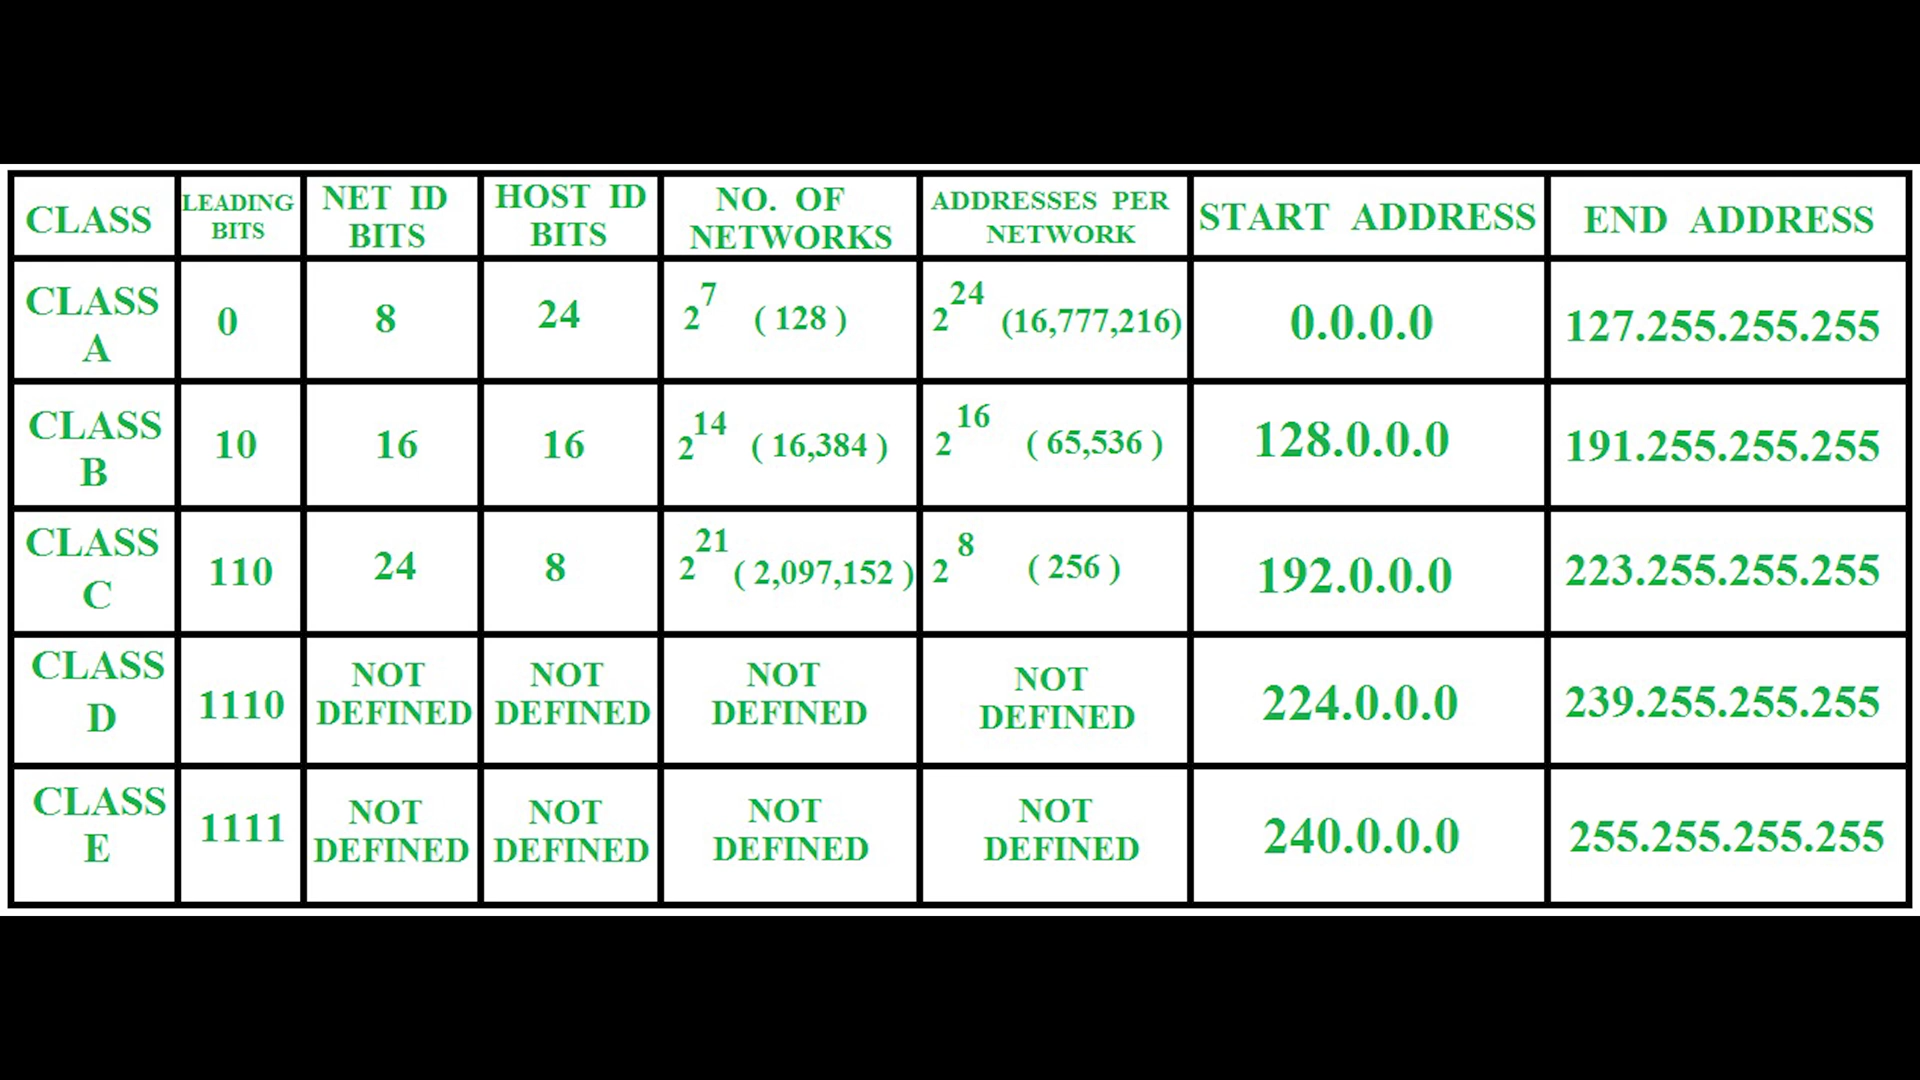 CLASS
LEADING
BITS
NET ID
BITS
HOST ID
BITS
NO. OF
NETWORKS
ADDRESSES PER
NETWORK
START ADDRESS
END ADDRESS
CLASS
A
0
8
24
2^7 ( 128 )
2^24 (16,777,216)
0.0.0.0
127.255.255.255
CLASS
B
10
16
16
2^14 ( 16,384 )
2^16 ( 65,536 )
128.0.0.0
191.255.255.255
CLASS
C
110
24
8
2^21 ( 2,097,152 )
2^8 ( 256 )
192.0.0.0
223.255.255.255
CLASS
D
1110
NOT
DEFINED
NOT
DEFINED
NOT
DEFINED
NOT
DEFINED
224.0.0.0
239.255.255.255
CLASS
E
1111
NOT
DEFINED
NOT
DEFINED
NOT
DEFINED
NOT
DEFINED
240.0.0.0
255.255.255.255